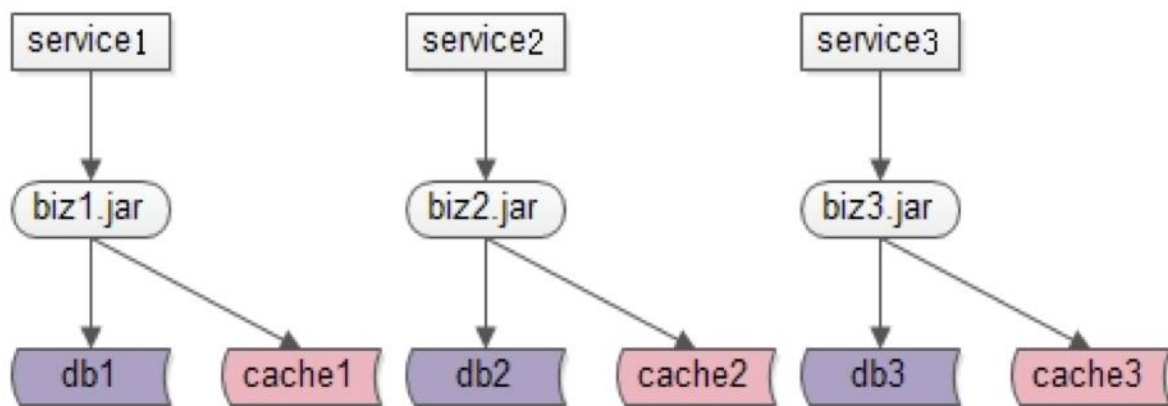 service1 service2 service3
biz1.jar biz2.jar biz3.jar
db1 cache1 db2 cache2 db3 cache3